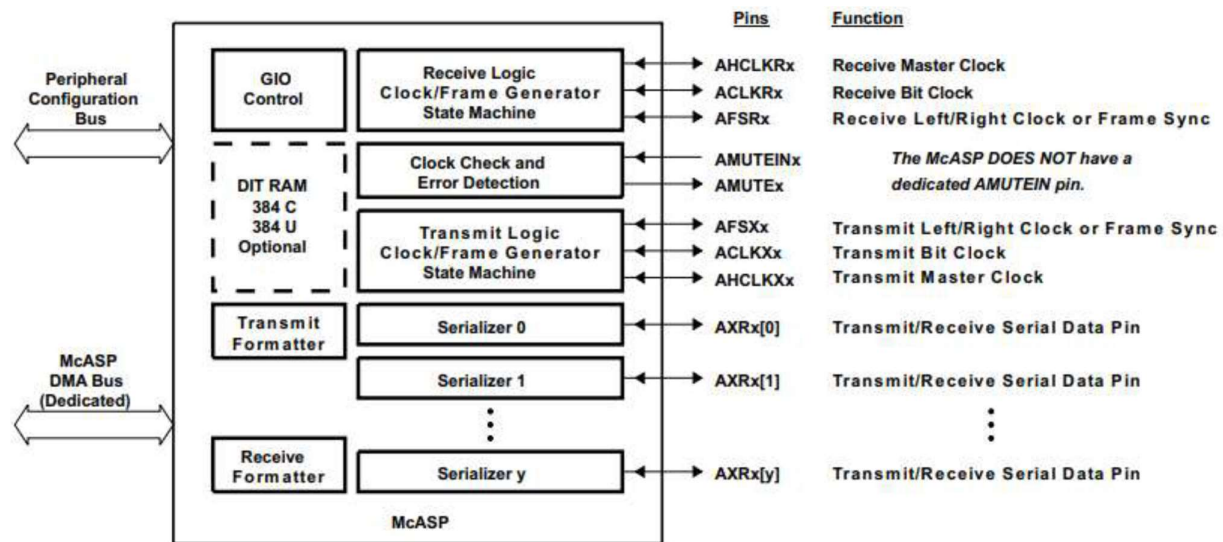 Pins Function
Peripheral
Configuration
Bus
GIO
Control
Receive Logic
Clock/Frame Generator
State Machine
AHCLKRx Receive Master Clock
ACLKRx Receive Bit Clock
AFSRx Receive Left/Right Clock or Frame Sync
DIT RAM
384 C
384 U
Optional
Clock Check and
Error Detection
AMUTEINx
AMUTEx
The McASP DOES NOT have a
dedicated AMUTEIN pin.
Transmit Logic
Clock/Frame Generator
State Machine
AFSXx Transmit Left/Right Clock or Frame Sync
ACLKXx Transmit Bit Clock
AHCLKXx Transmit Master Clock
McASP
DMA Bus
(Dedicated)
Transmit
Formatter
Serializer 0
AXRx[0] Transmit/Receive Serial Data Pin
Serializer 1
AXRx[1] Transmit/Receive Serial Data Pin
Receive
Formatter
Serializer y
AXRx[y] Transmit/Receive Serial Data Pin
McASP